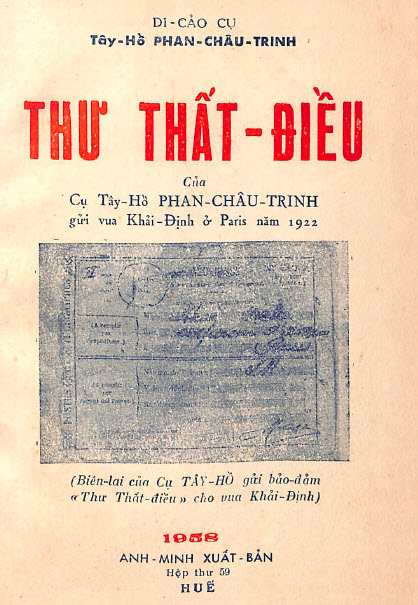 DI-CẢO CỤ
Tây-Hồ PHAN-CHÂU-TRINH
THƯ THẤT-ĐIỀU
Của
Cụ Tây-Hồ PHAN-CHÂU-TRINH
gửi vua Khải-Định ở Paris năm 1922
(Biên-lai của Cụ TÂY-HỒ gửi bảo-đảm
« Thư Thất-điều » cho vua Khải-Định)
1958
ANH-MINH XUẤT-BẢN
Hộp thư 59
HUẾ